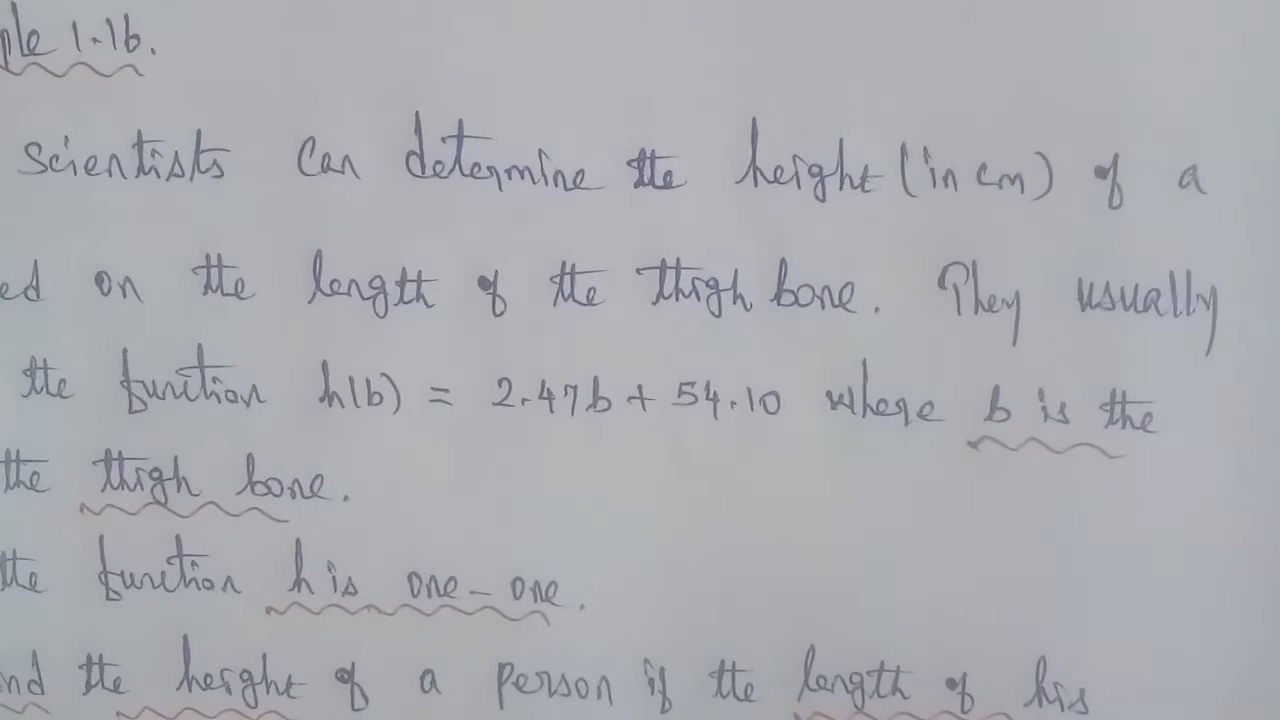 ple 1.16.
scientists can determine the height (in cm) of a
ed on the length of the thigh bone. They usually
the function h(b) = 2.47b + 54.10 where b is the
the thigh bone.
the function h is one-one.
nd the height of a person if the length of his